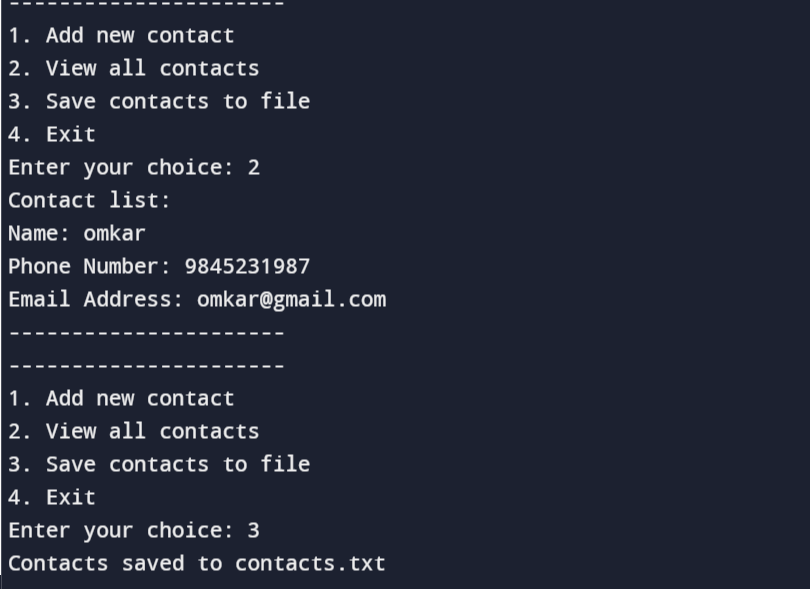 ----------------------
1. Add new contact
2. View all contacts
3. Save contacts to file
4. Exit
Enter your choice: 2
Contact list:
Name: omkar
Phone Number: 9845231987
Email Address: omkar@gmail.com
----------------------
----------------------
1. Add new contact
2. View all contacts
3. Save contacts to file
4. Exit
Enter your choice: 3
Contacts saved to contacts.txt